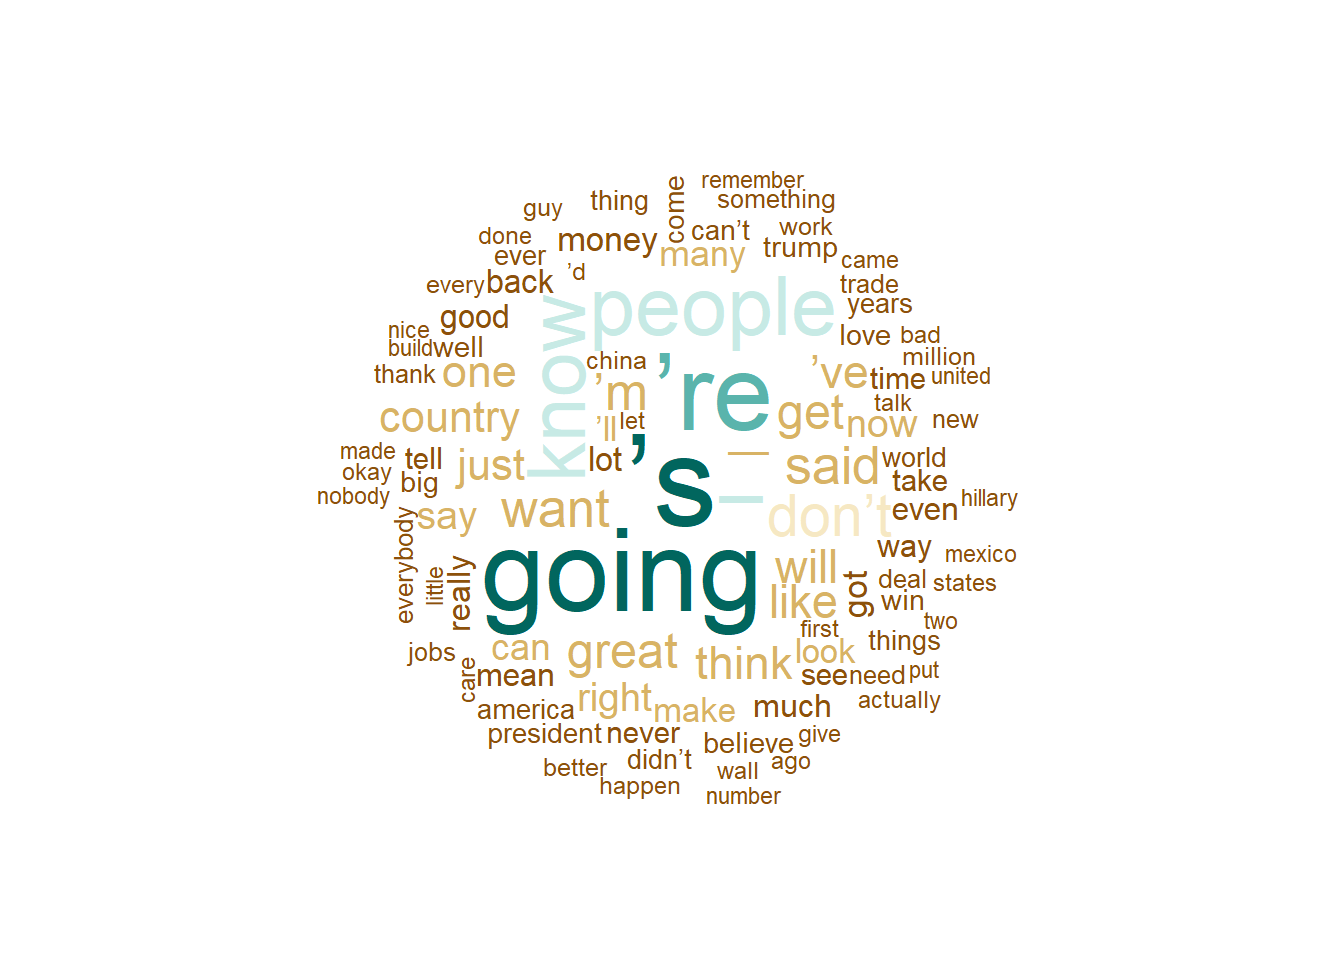 remember
something
thing
come
guy
can’t
work
done
money
many
trump
ever
came
’d
every
back
trade
people
years
know
good
nice
love
bad
build
well
china
million
thank
one
’m
’re
’ve
time
united
country
’ll
let
get
now
talk
new
made
tell
just
lot
’s
—
said
world
okay
big
take
nobody
say
want
–
don’t
even
hillary
everybody
little
really
going
will
way
mexico
like
got
deal
states
win
two
first
things
jobs
can
great
think
look
care
mean
see
need
put
america
right
make
much
actually
president
never
believe
give
better
didn’t
wall
ago
happen
number